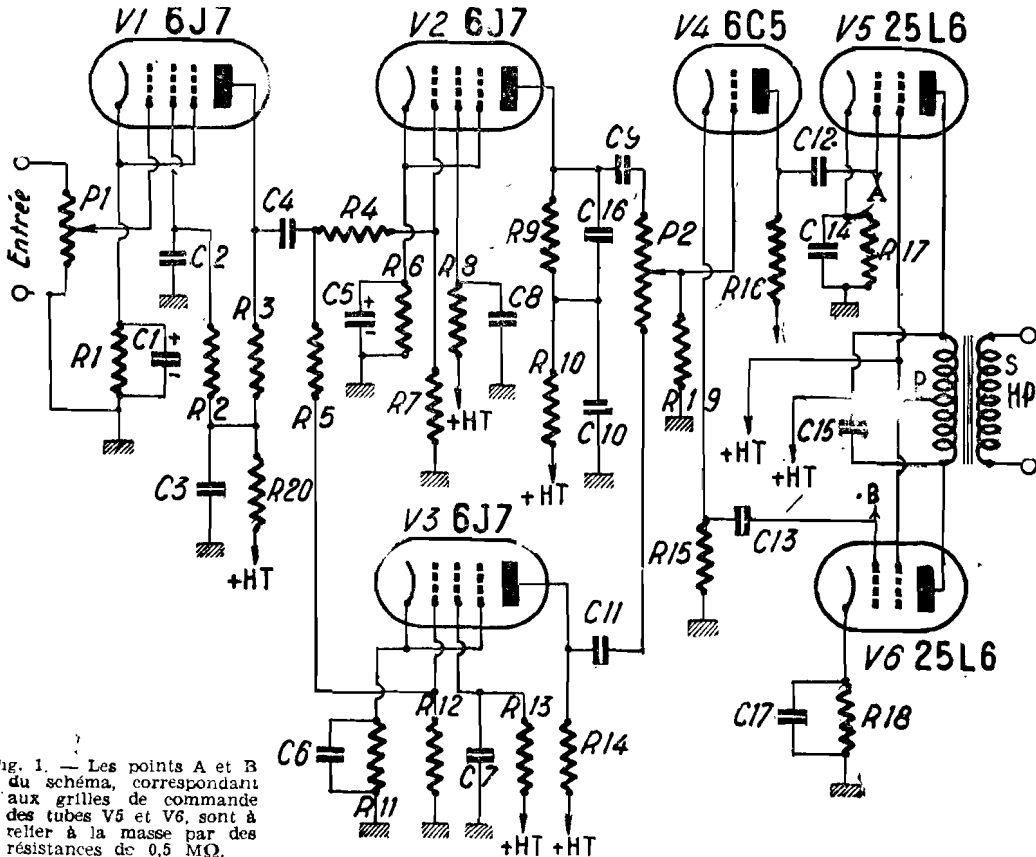 V1 6J7
V2 6J7
V4 6C5
V5 25L6
Entrée
P1
C1
R1
C2
R2
R3
C3
R20
+HT
C4
R4
R5
C5
R6
R7
R8
+HT
C8
R9
C16
C9
P2
R10
C10
+HT
R19
R16
C12
A
C14
R17
+HT
+HT
C15
P
S
HP
R15
C13
B
V6 25L6
C17
R18
V3 6J7
C11
C6
R11
R12
C7
R13
R14
+HT +HT
ig. 1. — Les points A et B
du schéma, correspondant
aux grilles de commande
des tubes V5 et V6, sont à
relier à la masse par des
résistances de 0,5 MΩ.